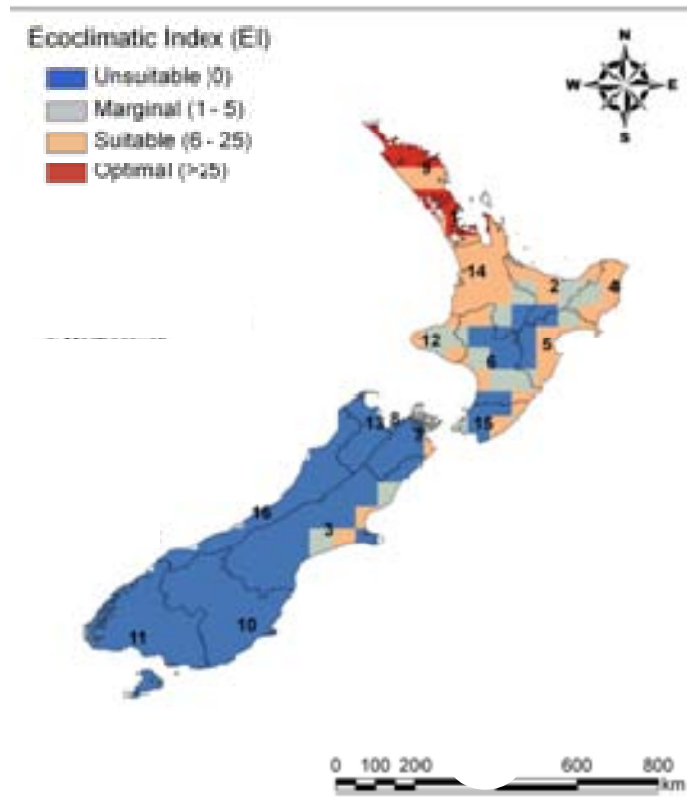 Ecoclimatic Index (EI)
Unsuitable (0)
Marginal (1 - 5)
Suitable (6 - 25)
Optimal (>25)
N
W E
S
9
1
14
2
4
12
5
6
13 8
7
15
16
3
10
11
0 100 200 600 800
km